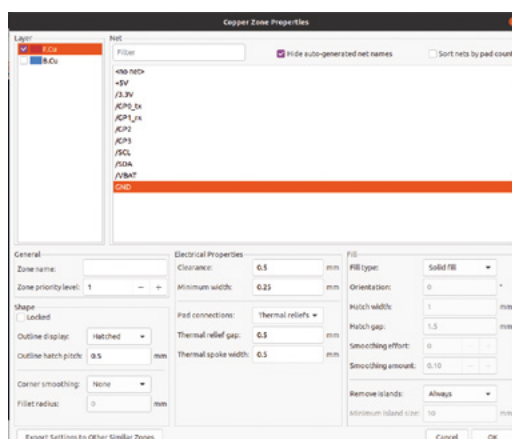 Copper Zone Properties
Layer
F.Cu
B.Cu
Net
Filter
Hide auto-generated net names
Sort nets by pad count
<no net>
+5V
/3.3V
/GP0_tx
/GP1_rx
/GP2
/GP3
/SCL
/SDA
/VBAT
GND
General
Zone name:
Zone priority level: 1 - +
Shape
Locked
Outline display: Hatched
Outline hatch pitch: 0.5 mm
Corner smoothing: None
Fillet radius: 0 mm
Electrical Properties
Clearance: 0.5 mm
Minimum width: 0.25 mm
Pad connections: Thermal reliefs
Thermal relief gap: 0.5 mm
Thermal spoke width: 0.5 mm
Fill
Fill type: Solid fill
Orientation: 0 °
Hatch width: 1 mm
Hatch gap: 1.5 mm
Smoothing effort: 0 - +
Smoothing amount: 0.10 - +
Remove islands: Always
Minimum island size: 10 mm
Export Settings to Other Similar Zones
Cancel
OK